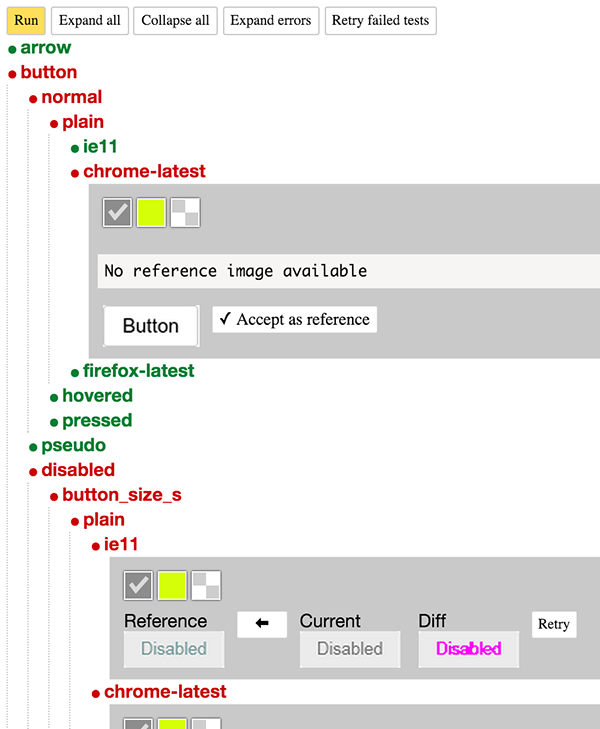 Run Expand all Collapse all Expand errors Retry failed tests
arrow
button
normal
plain
ie11
chrome-latest
No reference image available
Button ✓ Accept as reference
firefox-latest
hovered
pressed
pseudo
disabled
button_size_s
plain
ie11
Reference Current Diff Retry
Disabled Disabled Disabled
chrome-latest